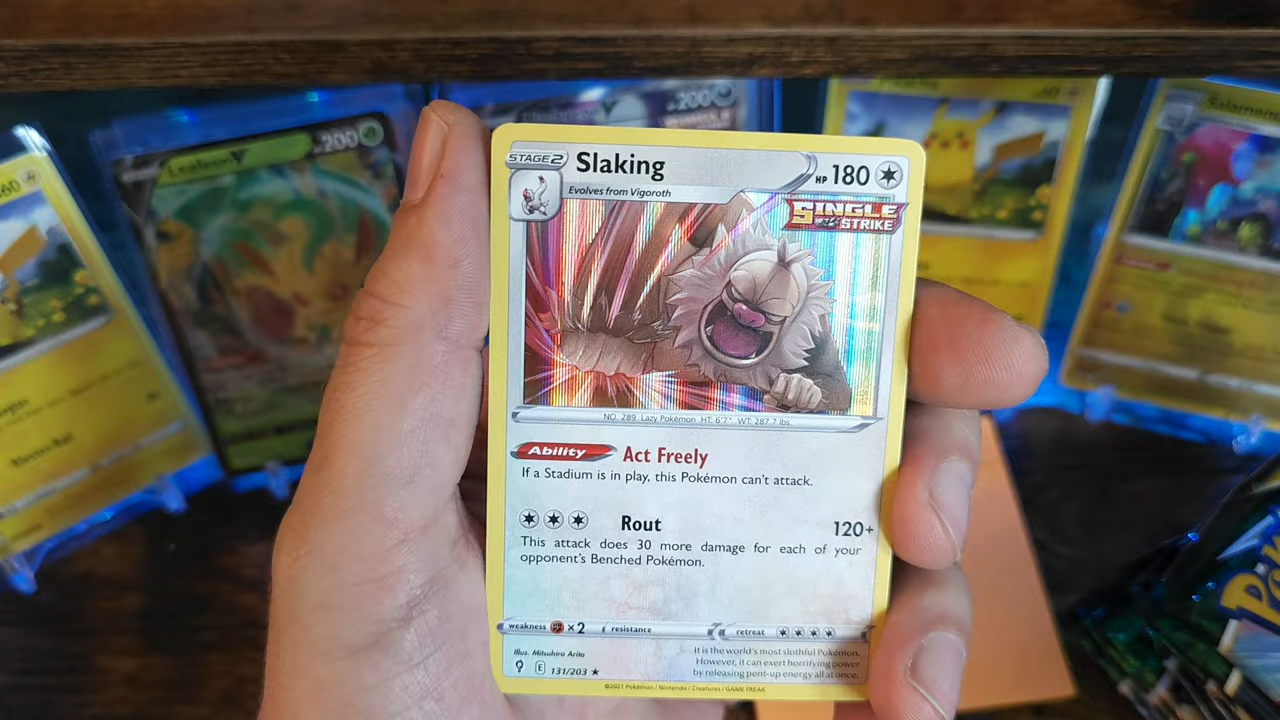 STAGE2
Slaking
HP 180
Evolves from Vigoroth
SINGLE
STRIKE
NO. 289 Lazy Pokémon HT: 6'7" WT: 287.7 lbs.
Ability Act Freely
If a Stadium is in play, this Pokémon can't attack.
Rout 120+
This attack does 30 more damage for each of your
opponent's Benched Pokémon.
weakness ×2 resistance retreat
Illus. Mitsuhiro Arita
E 131/203 ★
It is the world's most slothful Pokémon.
However, it can exert horrifying power
by releasing pent-up energy all at once.
©2021 Pokémon / Nintendo / Creatures / GAME FREAK
200
200
60